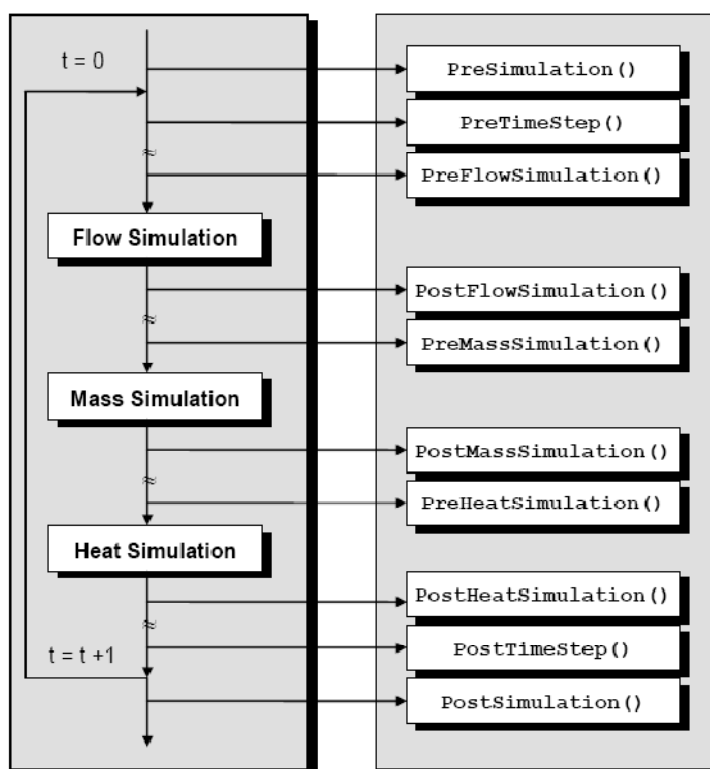 t = 0
PreSimulation()
PreTimeStep()
PreFlowSimulation()
Flow Simulation
PostFlowSimulation()
PreMassSimulation()
Mass Simulation
PostMassSimulation()
PreHeatSimulation()
Heat Simulation
PostHeatSimulation()
PostTimeStep()
t = t +1
PostSimulation()